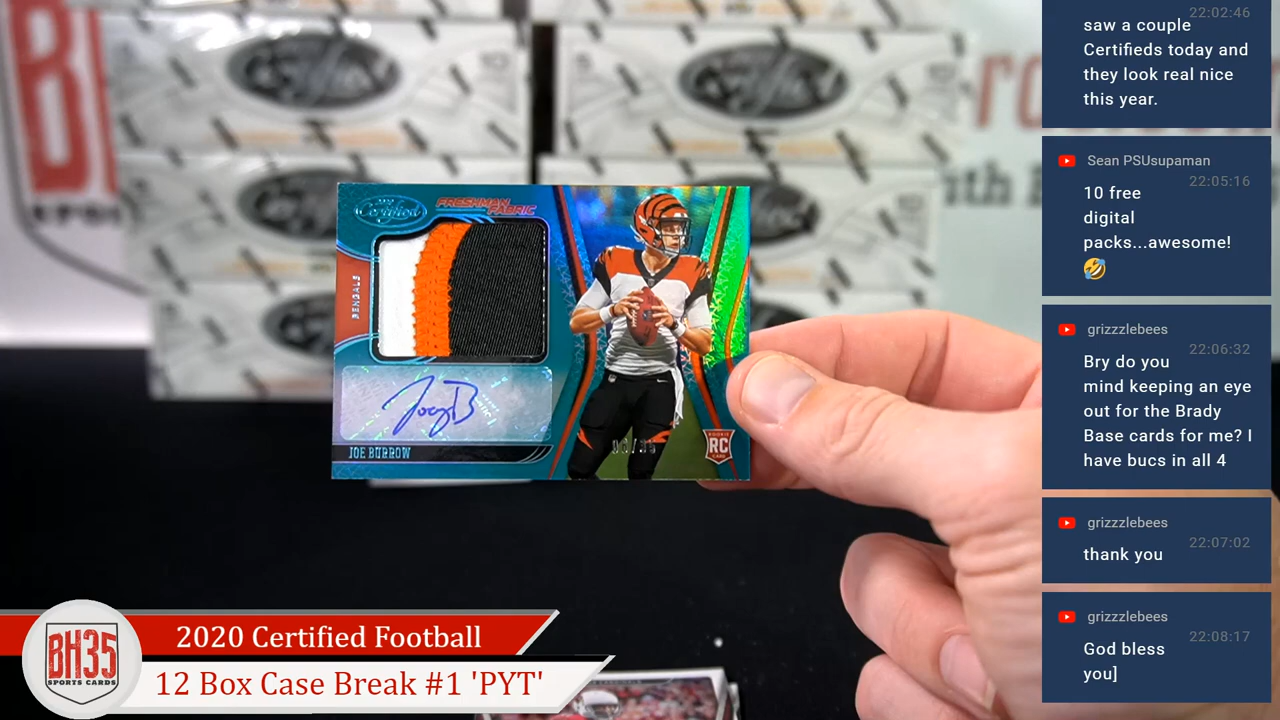 Certified
FRESHMAN
FABRIC
BENGALS
JoeyB
JOE BURROW
ROOKIE
RC
CARD
BH35
SPORTS CARDS
2020 Certified Football
12 Box Case Break #1 'PYT'
22:02:46
saw a couple
Certifieds today and
they look real nice
this year.
Sean PSUsupaman
22:05:16
10 free
digital
packs...awesome!
🤣
grizzzlebees
22:06:32
Bry do you
mind keeping an eye
out for the Brady
Base cards for me? I
have bucs in all 4
grizzzlebees
22:07:02
thank you
grizzzlebees
22:08:17
God bless
you]